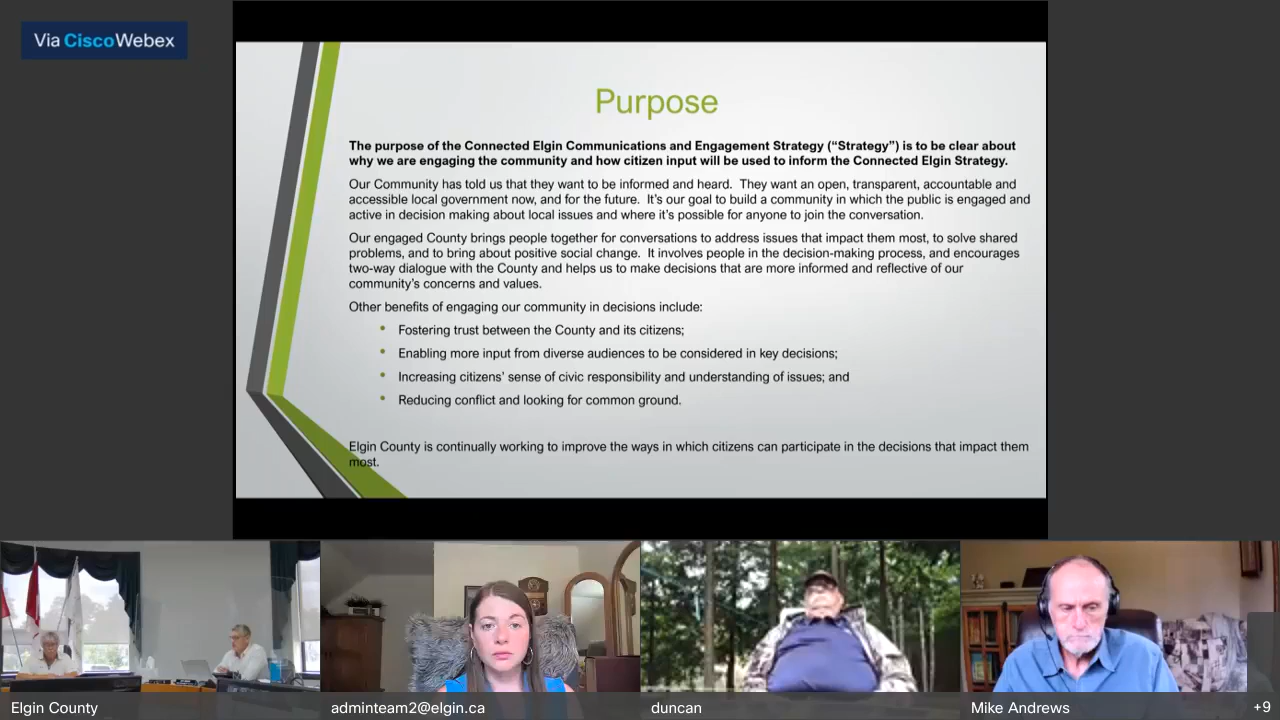 Via CiscoWebex
Purpose
The purpose of the Connected Elgin Communications and Engagement Strategy (“Strategy”) is to be clear about
why we are engaging the community and how citizen input will be used to inform the Connected Elgin Strategy.
Our Community has told us that they want to be informed and heard.  They want an open, transparent, accountable and
accessible local government now, and for the future.  It’s our goal to build a community in which the public is engaged and
active in decision making about local issues and where it’s possible for anyone to join the conversation.
Our engaged County brings people together for conversations to address issues that impact them most, to solve shared
problems, and to bring about positive social change.  It involves people in the decision-making process, and encourages
two-way dialogue with the County and helps us to make decisions that are more informed and reflective of our
community’s concerns and values.
Other benefits of engaging our community in decisions include:
• Fostering trust between the County and its citizens;
• Enabling more input from diverse audiences to be considered in key decisions;
• Increasing citizens’ sense of civic responsibility and understanding of issues; and
• Reducing conflict and looking for common ground.
Elgin County is continually working to improve the ways in which citizens can participate in the decisions that impact them
most.
Elgin County
adminteam2@elgin.ca
duncan
Mike Andrews
+9